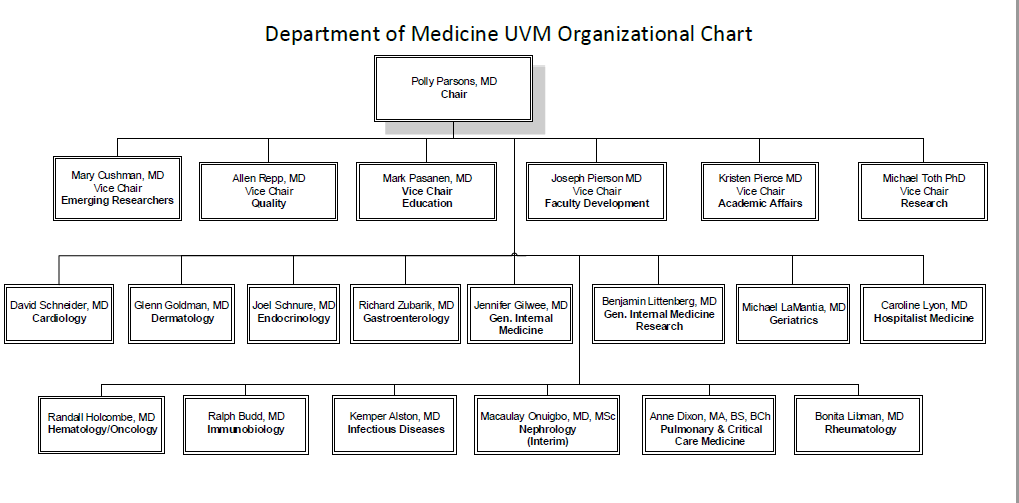 Department of Medicine UVM Organizational Chart
Polly Parsons, MD
Chair
Mary Cushman, MD
Vice Chair
Emerging Researchers
Allen Repp, MD
Vice Chair
Quality
Mark Pasanen, MD
Vice Chair
Education
Joseph Pierson MD
Vice Chair
Faculty Development
Kristen Pierce MD
Vice Chair
Academic Affairs
Michael Toth PhD
Vice Chair
Research
David Schneider, MD
Cardiology
Glenn Goldman, MD
Dermatology
Joel Schnure, MD
Endocrinology
Richard Zubarik, MD
Gastroenterology
Jennifer Gilwee, MD
Gen. Internal
Medicine
Benjamin Littenberg, MD
Gen. Internal Medicine
Research
Michael LaMantia, MD
Geriatrics
Caroline Lyon, MD
Hospitalist Medicine
Randall Holcombe, MD
Hematology/Oncology
Ralph Budd, MD
Immunobiology
Kemper Alston, MD
Infectious Diseases
Macaulay Onuigbo, MD, MSc
Nephrology
(Interim)
Anne Dixon, MA, BS, BCh
Pulmonary & Critical
Care Medicine
Bonita Libman, MD
Rheumatology